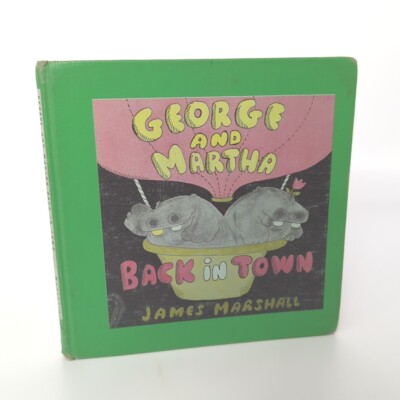 GEORGE
AND
MARTHA
BACK IN TOWN
JAMES MARSHALL